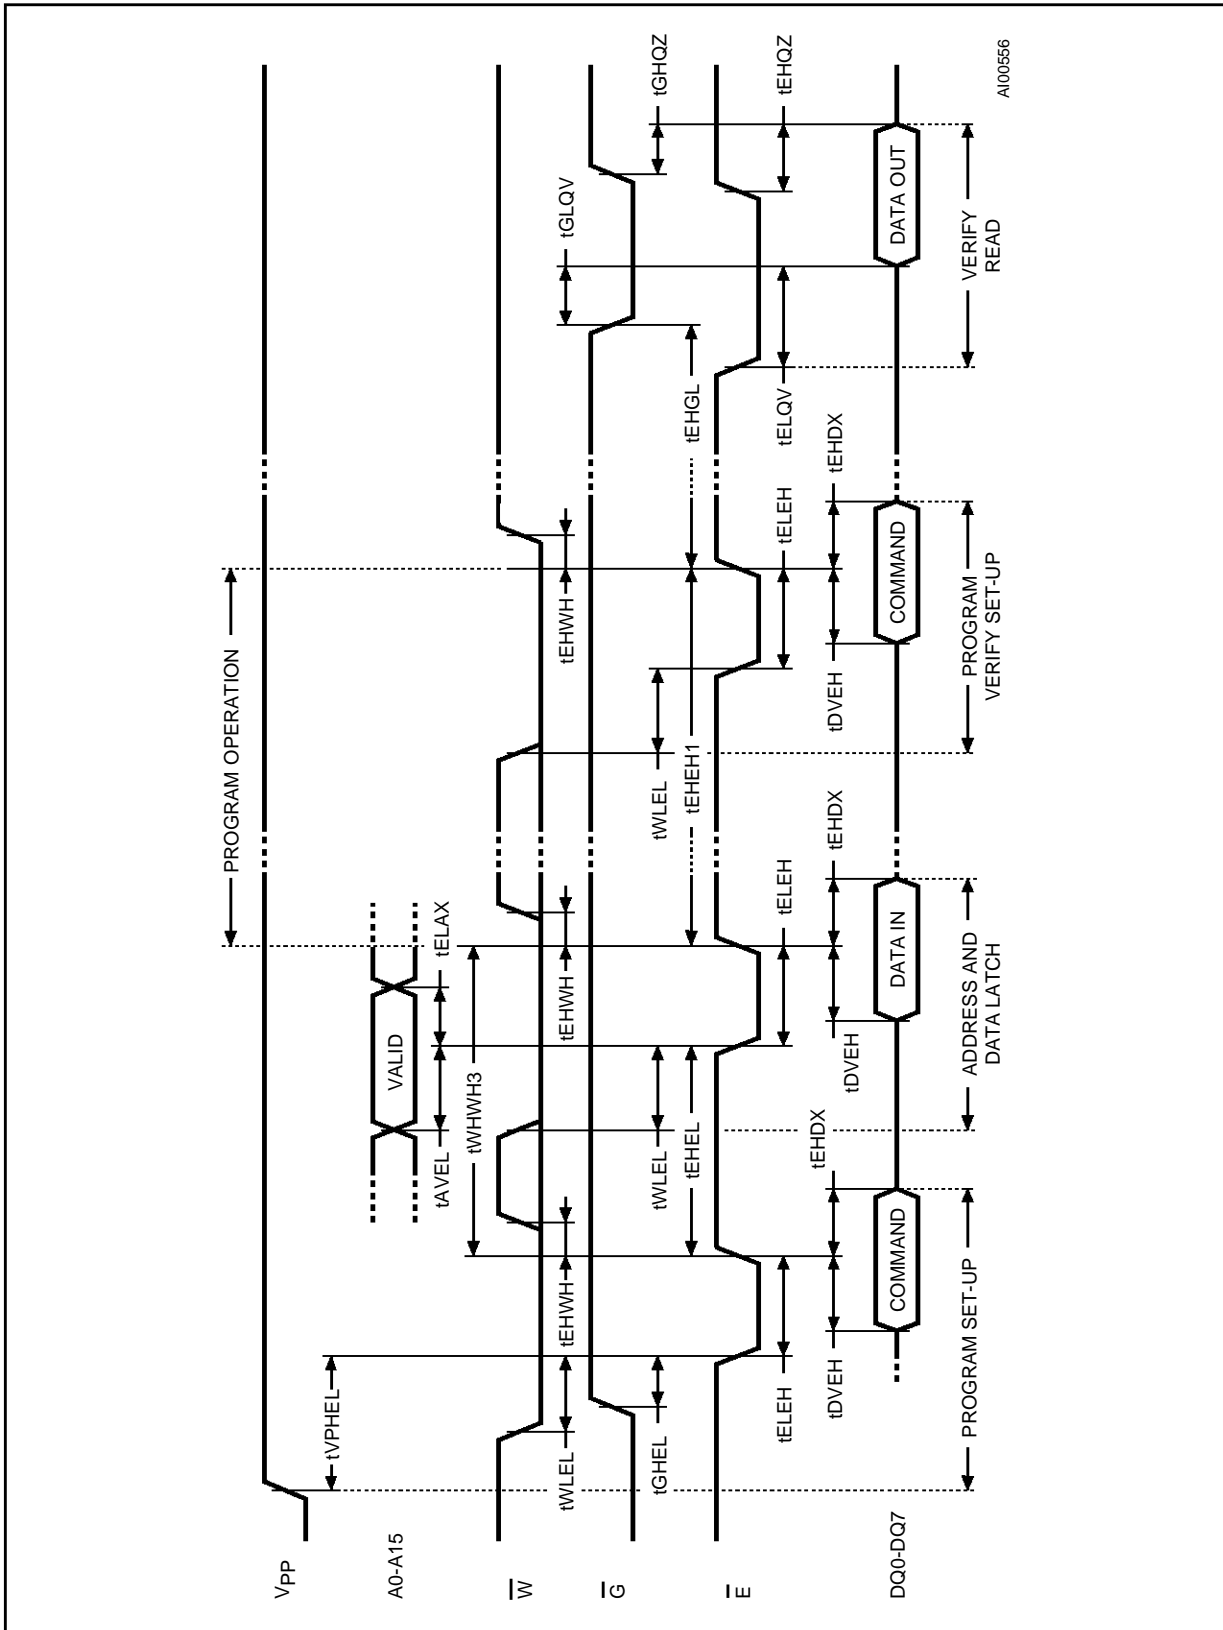 VPP
A0-A15
W
G
E
DQ0-DQ7
PROGRAM OPERATION
tVPHEL
VALID
tAVEL
tELAX
tWHWH3
tWLEL
tEHWH
tEHWH
tEHWH
tGLQV
tGHEL
tWLEL
tWLEL
tGHQZ
tEHEL
tEHEH1
tEHGL
tELEH
tELEH
tELEH
tELQV
tEHQZ
tDVEH
tEHDX
tDVEH
tEHDX
tDVEH
tEHDX
COMMAND
DATA IN
COMMAND
DATA OUT
PROGRAM SET-UP
ADDRESS AND
DATA LATCH
PROGRAM
VERIFY SET-UP
VERIFY
READ
AI00556